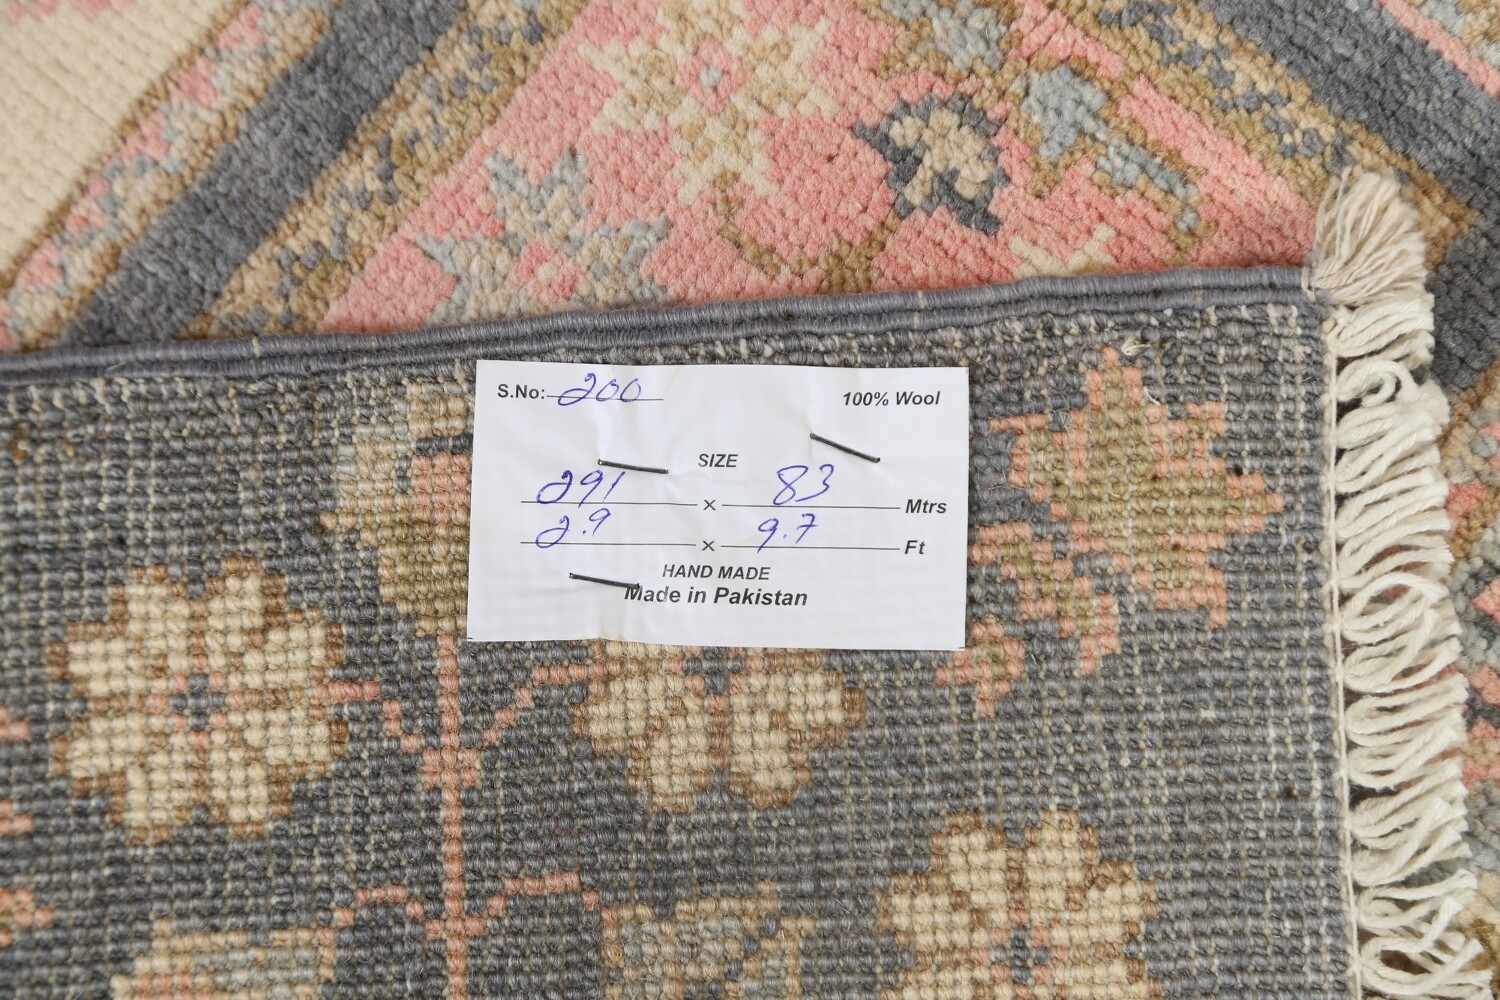 S.No: 200 100% Wool
SIZE
291 x 83 Mtrs
2.9 x 9.7 Ft
HAND MADE
Made in Pakistan